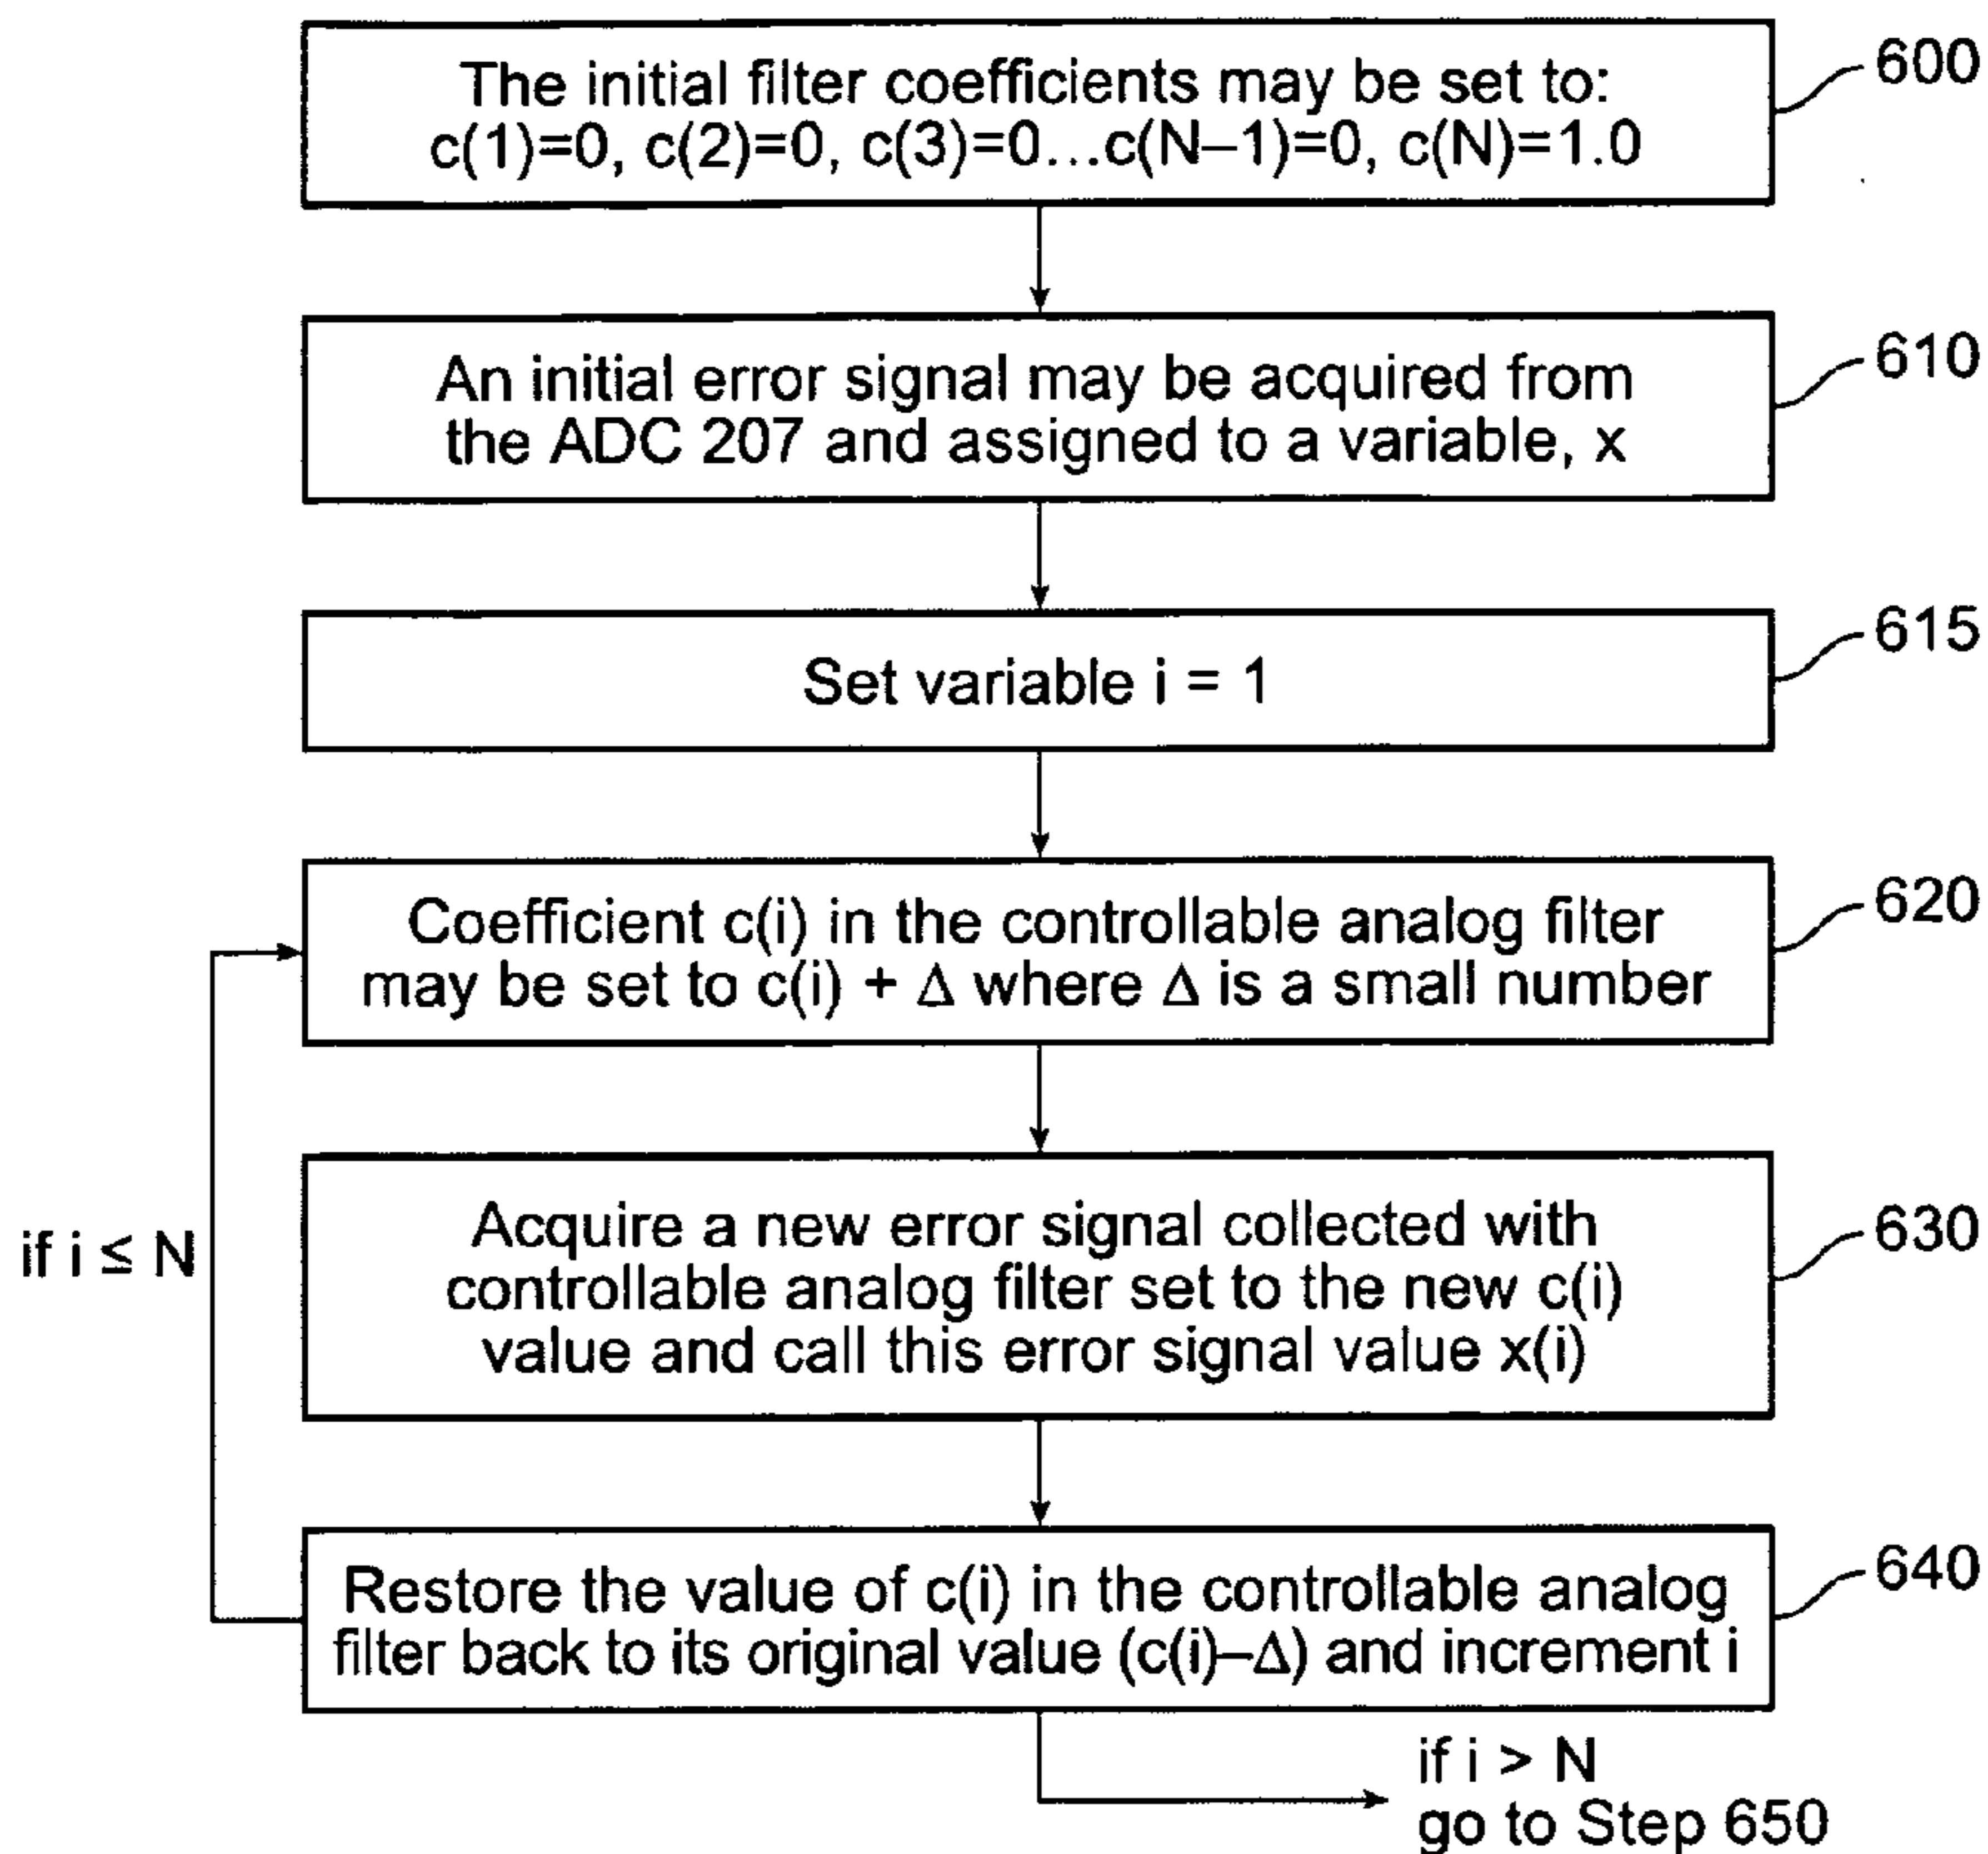 The initial filter coefficients may be set to:
c(1)=0, c(2)=0, c(3)=0...c(N–1)=0, c(N)=1.0
600
An initial error signal may be acquired from
the ADC 207 and assigned to a variable, x
610
Set variable i = 1
615
Coefficient c(i) in the controllable analog filter
may be set to c(i) + Δ where Δ is a small number
620
Acquire a new error signal collected with
controllable analog filter set to the new c(i)
value and call this error signal value x(i)
630
if i ≤ N
Restore the value of c(i) in the controllable analog
filter back to its original value (c(i)–Δ) and increment i
640
if i > N
go to Step 650